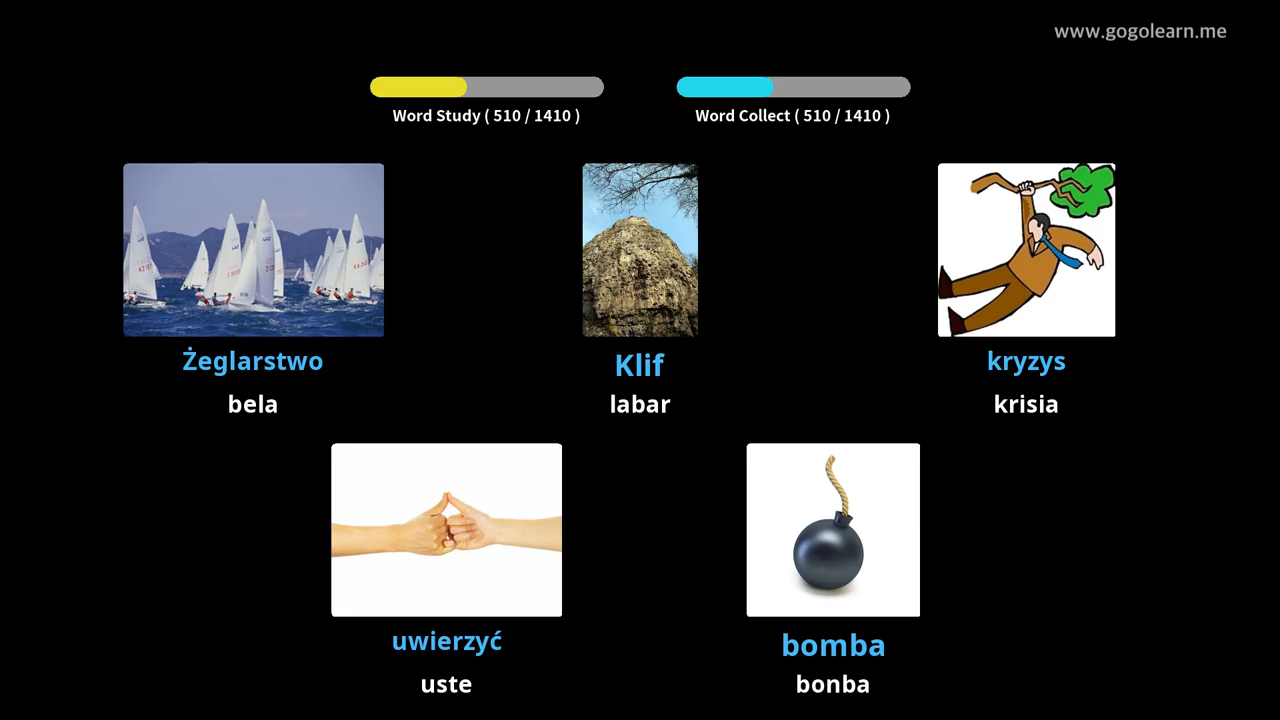 www.gogolearn.me
Word Study ( 510 / 1410 )
Word Collect ( 510 / 1410 )
Żeglarstwo
bela
Klif
labar
kryzys
krisia
uwierzyć
uste
bomba
bonba